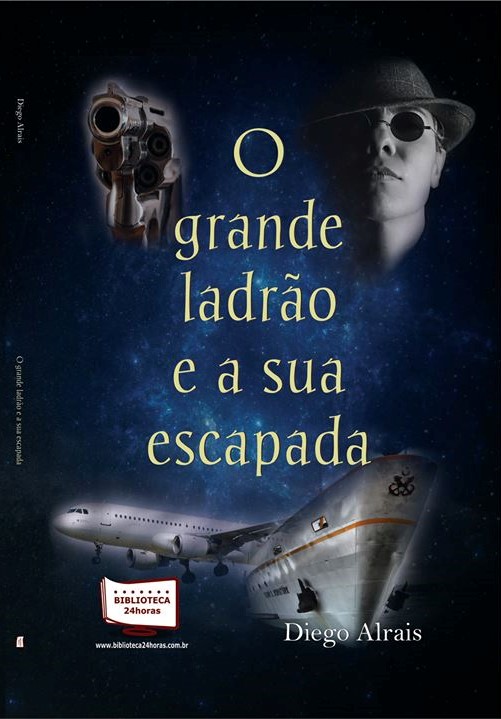 Diego Alrais
O grande ladrão e a sua escapada
O
grande
ladrão
e a sua
escapada
BIBLIOTECA
24horas
www.biblioteca24horas.com.br
Diego Alrais